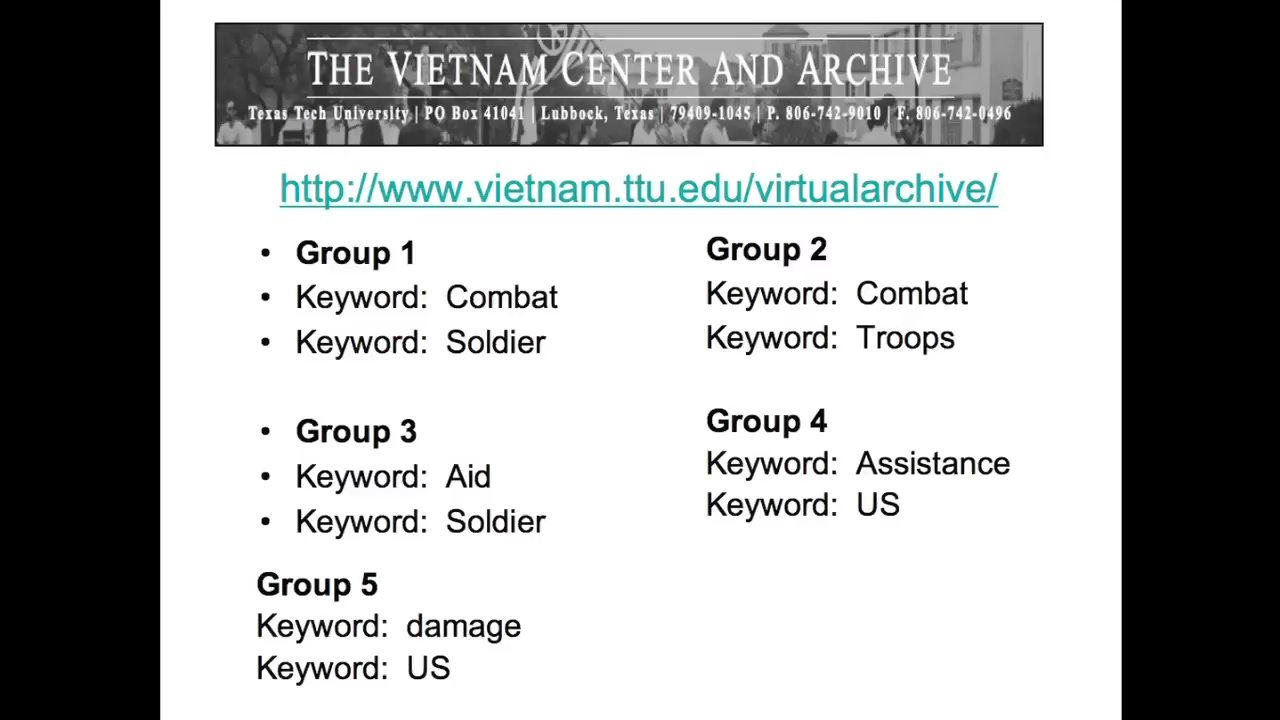 THE VIETNAM CENTER AND ARCHIVE
Texas Tech University | PO Box 41041 | Lubbock, Texas | 79409-1045 | P. 806-742-9010 | F. 806-742-0496
http://www.vietnam.ttu.edu/virtualarchive/
• Group 1
• Keyword: Combat
• Keyword: Soldier
Group 2
Keyword: Combat
Keyword: Troops
• Group 3
• Keyword: Aid
• Keyword: Soldier
Group 4
Keyword: Assistance
Keyword: US
Group 5
Keyword: damage
Keyword: US